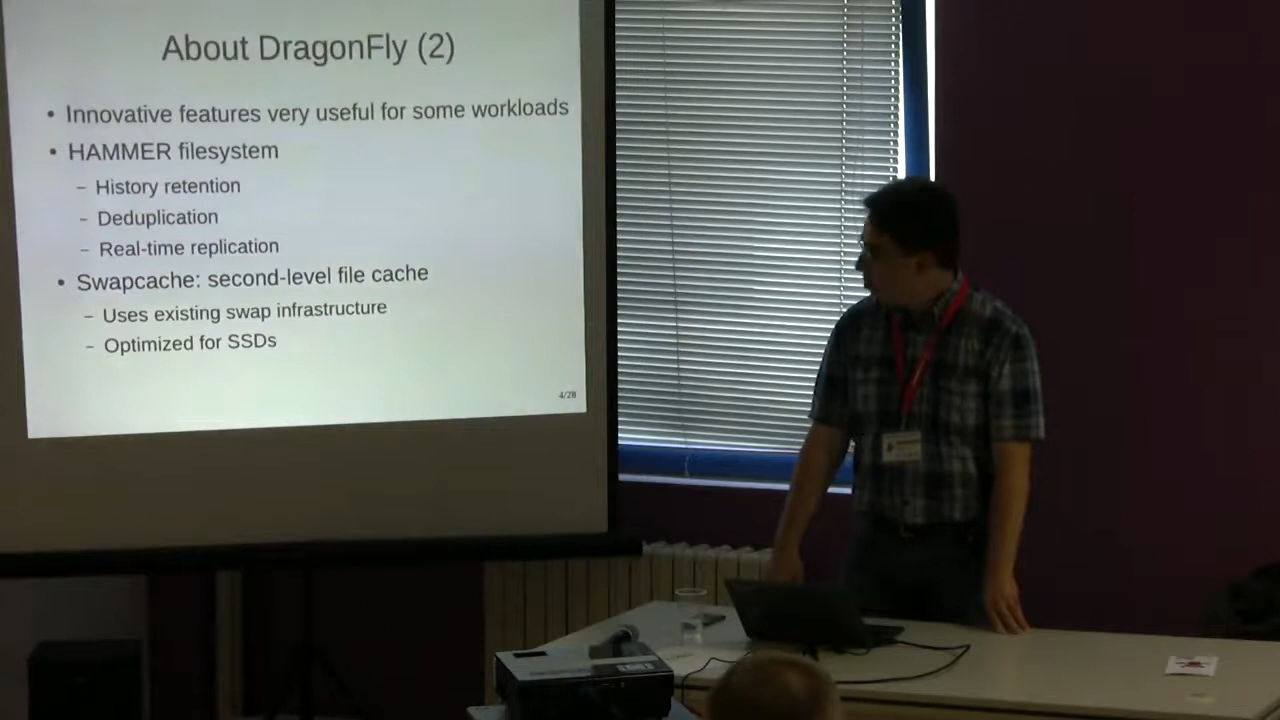 About DragonFly (2)
• Innovative features very useful for some workloads
• HAMMER filesystem
– History retention
– Deduplication
– Real-time replication
• Swapcache: second-level file cache
– Uses existing swap infrastructure
– Optimized for SSDs
4/28